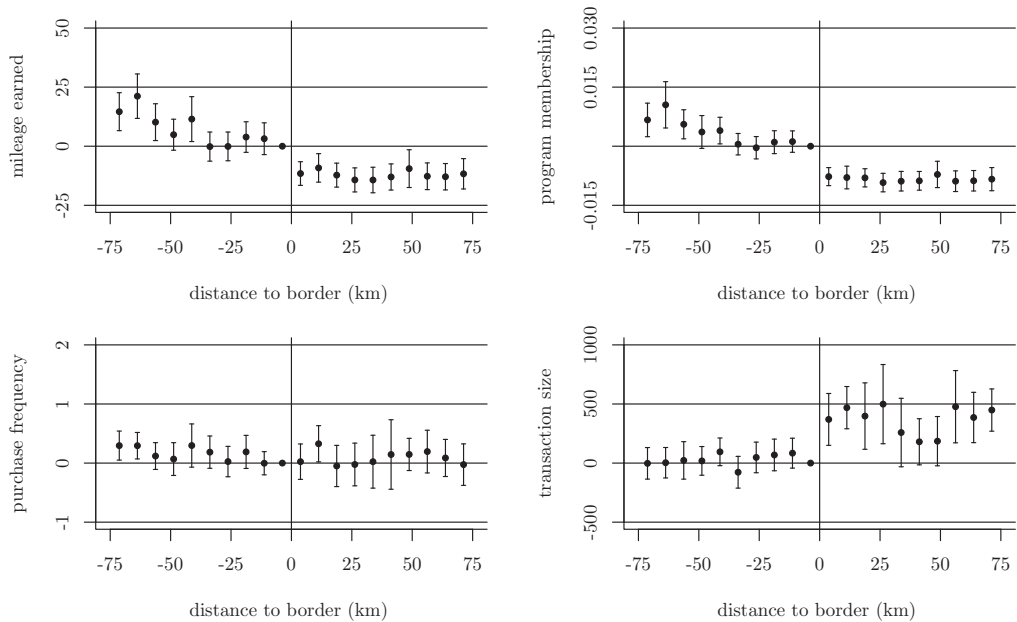 mileage earned
50
25
0
-25
-75 -50 -25 0 25 50 75
distance to border (km)
program membership
0.030
0.015
-0.015
-75 -50 -25 0 25 50 75
distance to border (km)
purchase frequency
2
1
0
-1
-75 -50 -25 0 25 50 75
distance to border (km)
transaction size
1000
500
0
-500
-75 -50 -25 0 25 50 75
distance to border (km)